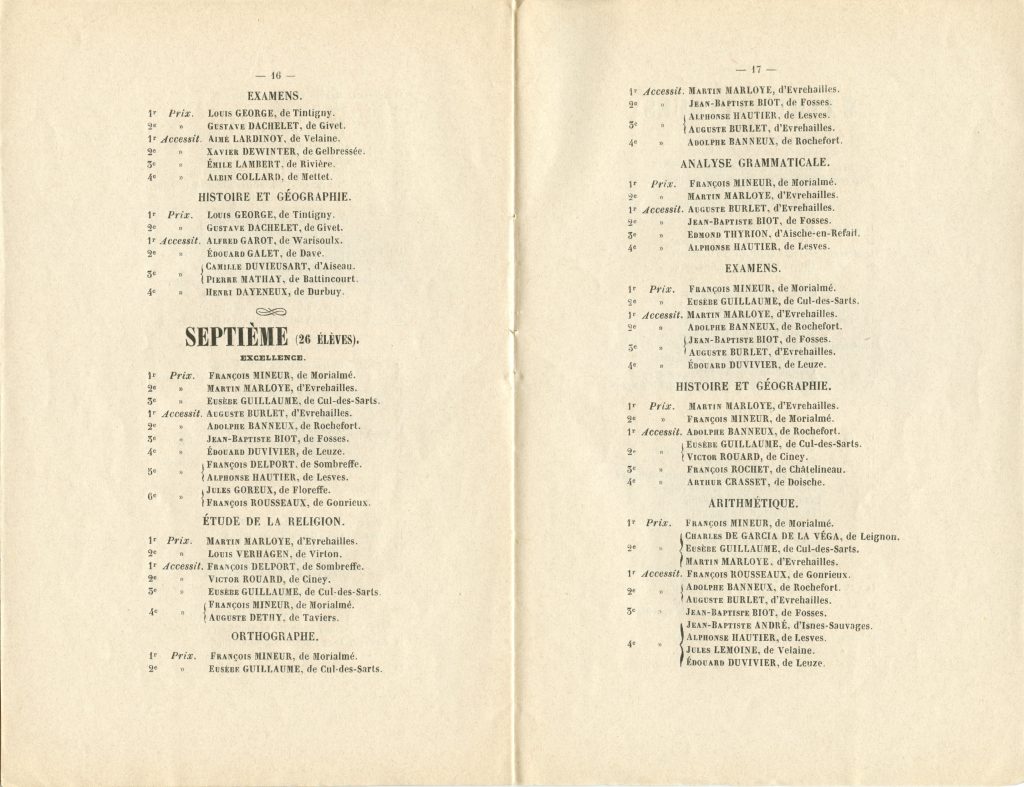 — 16 —
EXAMENS.
1r Prix. LOUIS GEORGE, de Tintigny.
2e » GUSTAVE DACHELET, de Givet.
1r Accessit. AIMÉ LARDINOY, de Velaine.
2e » XAVIER DEWINTER, de Gelbressée.
3e » ÉMILE LAMBERT, de Rivière.
4e » ALBIN COLLARD, de Mettet.
HISTOIRE ET GÉOGRAPHIE.
1r Prix. LOUIS GEORGE, de Tintigny.
2e » GUSTAVE DACHELET, de Givet.
1r Accessit. ALFRED GAROT, de Warisoulx.
2e » ÉDOUARD GALET, de Dave.
3e » { CAMILLE DUVIEUSART, d'Aiseau.
PIERRE MATHAY, de Battincourt.
4e » HENRI DAYENEUX, de Durbuy.
SEPTIÈME (26 ÉLÈVES).
EXCELLENCE.
1r Prix. FRANÇOIS MINEUR, de Morialmé.
2e » MARTIN MARLOYE, d'Evrehailles.
3e » EUSÈBE GUILLAUME, de Cul-des-Sarts.
1r Accessit. AUGUSTE BURLET, d'Evrehailles.
2e » ADOLPHE BANNEUX, de Rochefort.
3e » JEAN-BAPTISTE BIOT, de Fosses.
4e » ÉDOUARD DUVIVIER, de Leuze.
5e » { FRANÇOIS DELPORT, de Sombreffe.
ALPHONSE HAUTIER, de Lesves.
6e » { JULES GOREUX, de Floreffe.
FRANÇOIS ROUSSEAUX, de Gonrieux.
ÉTUDE DE LA RELIGION.
1r Prix. MARTIN MARLOYE, d'Evrehailles.
2e » LOUIS VERHAGEN, de Virton.
1r Accessit. FRANÇOIS DELPORT, de Sombreffe.
2e » VICTOR ROUARD, de Ciney.
3e » EUSÈBE GUILLAUME, de Cul-des-Sarts.
4e » { FRANÇOIS MINEUR, de Morialmé.
AUGUSTE DETHY, de Taviers.
ORTHOGRAPHE.
1r Prix. FRANÇOIS MINEUR, de Morialmé.
2e » EUSÈBE GUILLAUME, de Cul-des-Sarts.
— 17 —
1r Accessit. MARTIN MARLOYE, d'Evrehailles.
2e » JEAN-BAPTISTE BIOT, de Fosses.
3e » { ALPHONSE HAUTIER, de Lesves.
AUGUSTE BURLET, d'Evrehailles.
4e » ADOLPHE BANNEUX, de Rochefort.
ANALYSE GRAMMATICALE.
1r Prix. FRANÇOIS MINEUR, de Morialmé.
2e » MARTIN MARLOYE, d'Evrehailles.
1r Accessit. AUGUSTE BURLET, d'Evrehailles.
2e » JEAN-BAPTISTE BIOT, de Fosses.
3e » EDMOND THYRION, d'Aische-en-Refail.
4e » ALPHONSE HAUTIER, de Lesves.
EXAMENS.
1r Prix. FRANÇOIS MINEUR, de Morialmé.
2e » EUSÈBE GUILLAUME, de Cul-des-Sarts.
1r Accessit. MARTIN MARLOYE, d'Evrehailles.
2e » ADOLPHE BANNEUX, de Rochefort.
3e » { JEAN-BAPTISTE BIOT, de Fosses.
AUGUSTE BURLET, d'Evrehailles.
4e » ÉDOUARD DUVIVIER, de Leuze.
HISTOIRE ET GÉOGRAPHIE.
1r Prix. MARTIN MARLOYE, d'Evrehailles.
2e » FRANÇOIS MINEUR, de Morialmé.
1r Accessit. ADOLPHE BANNEUX, de Rochefort.
2e » { EUSÈBE GUILLAUME, de Cul-des-Sarts.
VICTOR ROUARD, de Ciney.
3e » FRANÇOIS ROCHET, de Châtelineau.
4e » ARTHUR CRASSET, de Doische.
ARITHMÉTIQUE.
1r Prix. FRANÇOIS MINEUR, de Morialmé.
2e » { CHARLES DE GARCIA DE LA VÉGA, de Leignon.
EUSÈBE GUILLAUME, de Cul-des-Sarts.
MARTIN MARLOYE, d'Evrehailles.
1r Accessit. FRANÇOIS ROUSSEAUX, de Gonrieux.
2e » { ADOLPHE BANNEUX, de Rochefort.
AUGUSTE BURLET, d'Evrehailles.
3e » JEAN-BAPTISTE BIOT, de Fosses.
4e » { JEAN-BAPTISTE ANDRÉ, d'Isnes-Sauvages.
ALPHONSE HAUTIER, de Lesves.
JULES LEMOINE, de Velaine.
ÉDOUARD DUVIVIER, de Leuze.